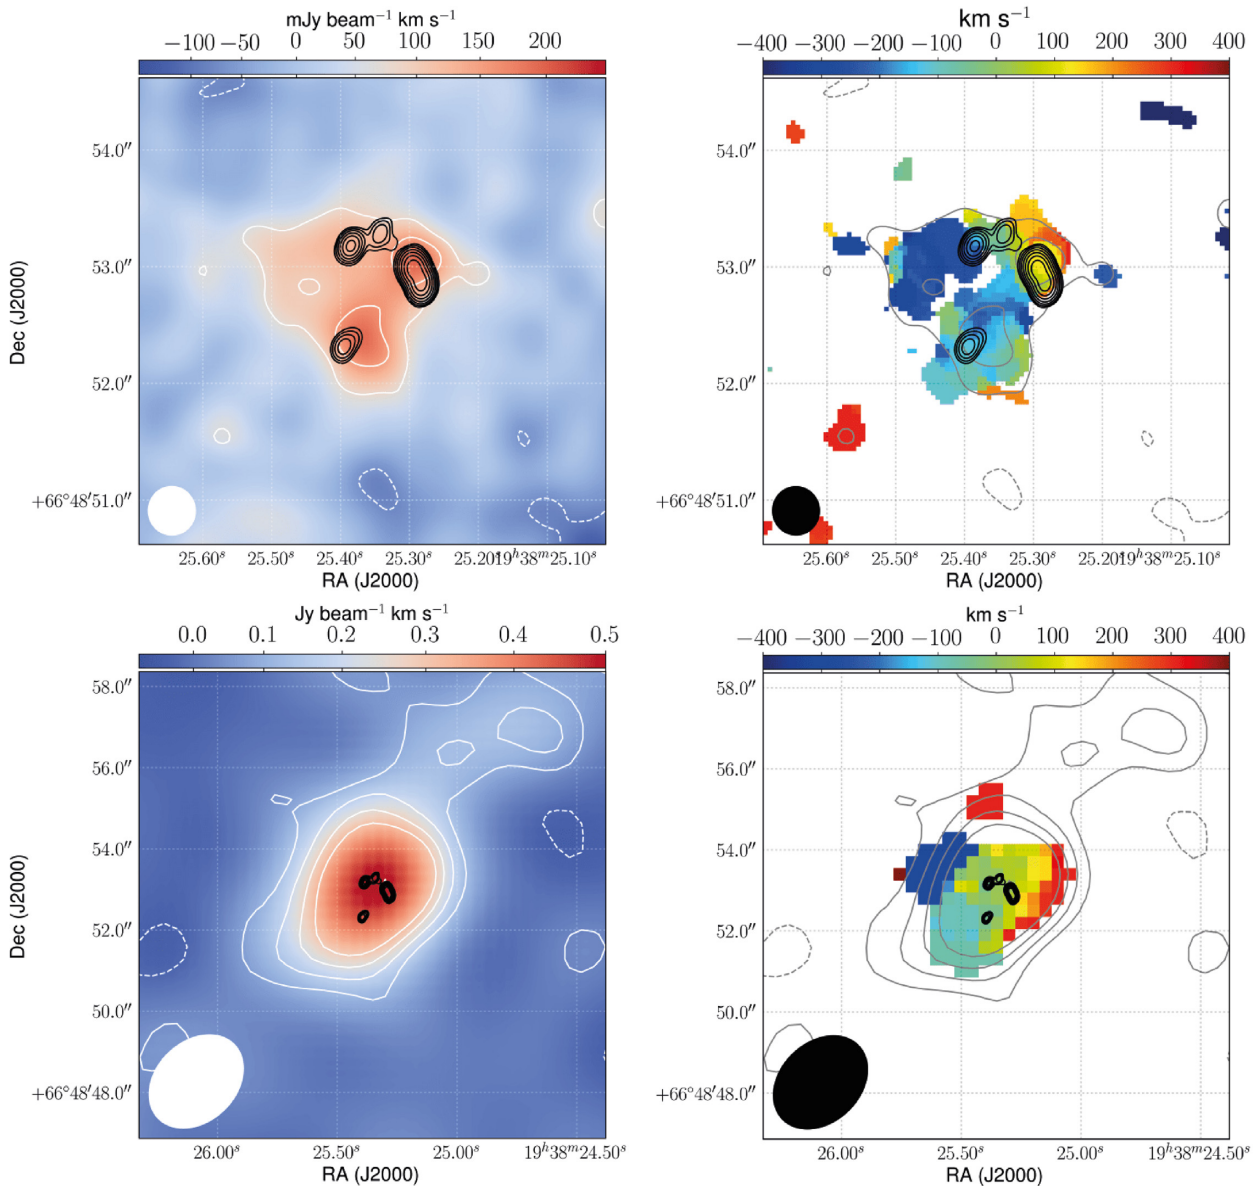 mJy beam⁻¹ km s⁻¹
−100 −50 0 50 100 150 200
54.0″
53.0″
52.0″
+66°48′51.0″
Dec (J2000)
25.60ˢ 25.50ˢ 25.40ˢ 25.30ˢ 25.20ˢ 19ʰ38ᵐ25.10ˢ
RA (J2000)
km s⁻¹
−400 −300 −200 −100 0 100 200 300 400
54.0″
53.0″
52.0″
+66°48′51.0″
25.60ˢ 25.50ˢ 25.40ˢ 25.30ˢ 25.20ˢ 19ʰ38ᵐ25.10ˢ
RA (J2000)
Jy beam⁻¹ km s⁻¹
0.0 0.1 0.2 0.3 0.4 0.5
58.0″
56.0″
54.0″
52.0″
50.0″
+66°48′48.0″
Dec (J2000)
26.00ˢ 25.50ˢ 25.00ˢ 19ʰ38ᵐ24.50ˢ
RA (J2000)
km s⁻¹
−400 −300 −200 −100 0 100 200 300 400
58.0″
56.0″
54.0″
52.0″
50.0″
+66°48′48.0″
26.00ˢ 25.50ˢ 25.00ˢ 19ʰ38ᵐ24.50ˢ
RA (J2000)